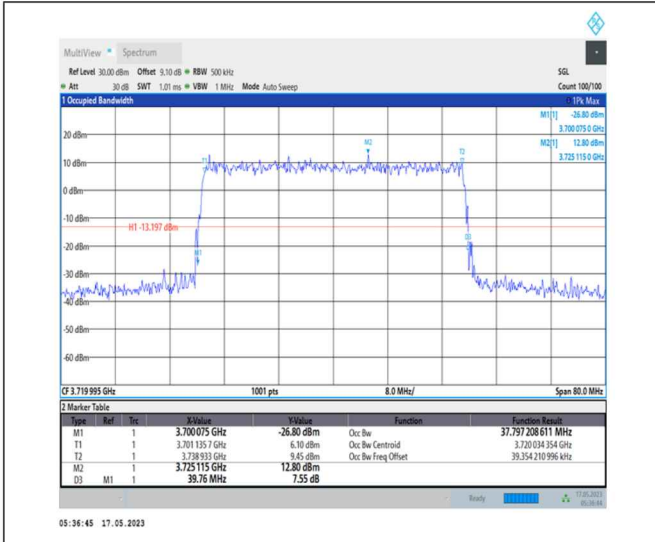 MultiView Spectrum
Ref Level 30.00 dBm Offset 9.10 dB RBW 500 kHz SGL
Att 30 dB SWT 1.01 ms VBW 1 MHz Mode Auto Sweep Count 100/100
1 Occupied Bandwidth 1Pk Max
M1[1] -26.80 dBm
3.700 075 0 GHz
M2[1] 12.80 dBm
3.725 115 0 GHz
20 dBm
M2
T1
T2
10 dBm
0 dBm
-10 dBm
H1 -13.197 dBm
D3
-20 dBm
M1
-30 dBm
-40 dBm
-50 dBm
-60 dBm
CF 3.719 995 GHz 1001 pts 8.0 MHz/ Span 80.0 MHz
2 Marker Table
Type Ref Trc X-Value Y-Value Function Function Result
M1 1 3.700 075 GHz -26.80 dBm Occ Bw 37.797 208 611 MHz
T1 1 3.701 135 7 GHz 6.10 dBm Occ Bw Centroid 3.720 034 354 GHz
T2 1 3.738 933 GHz 9.45 dBm Occ Bw Freq Offset 39.354 210 996 kHz
M2 1 3.725 115 GHz 12.80 dBm
D3 M1 1 39.76 MHz 7.55 dB
Ready 17.05.2023
05:36:44
05:36:45 17.05.2023